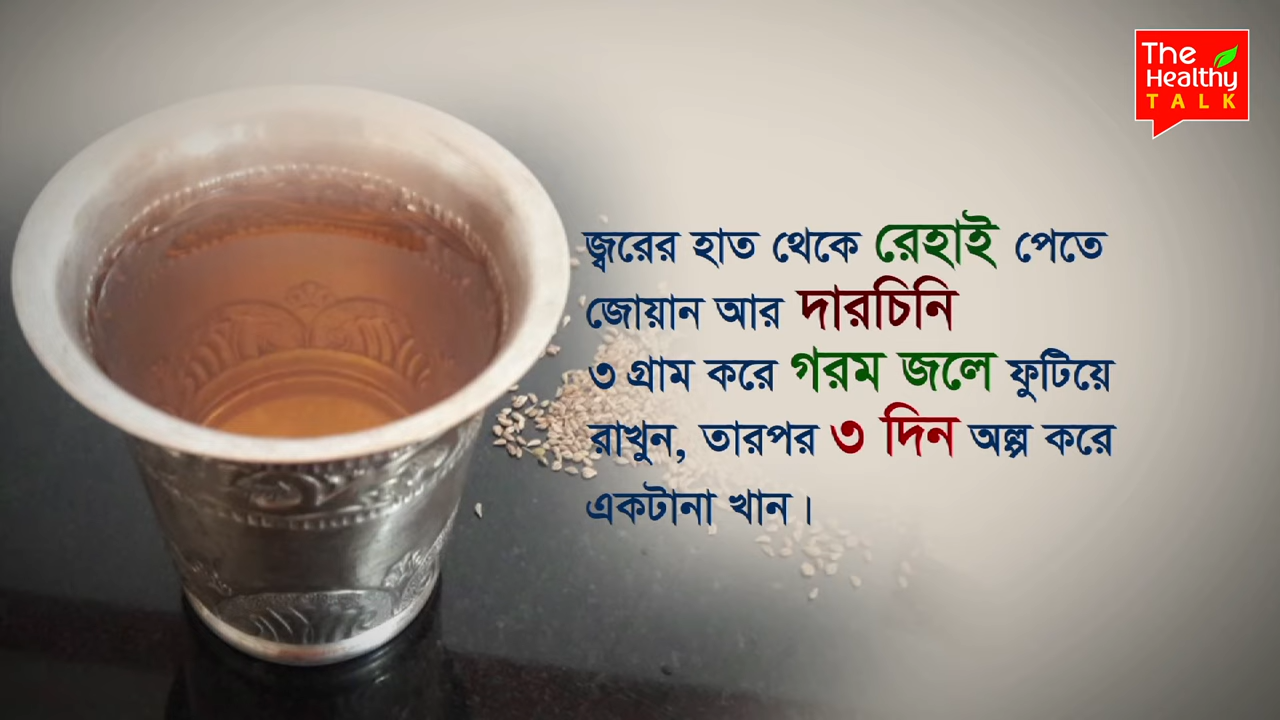 The
Healthy
TALK
জ্বরের হাত থেকে রেহাই পেতে
জোয়ান আর দারচিনি
৩ গ্রাম করে গরম জলে ফুটিয়ে
রাখুন, তারপর ৩ দিন অল্প করে
একটানা খান।